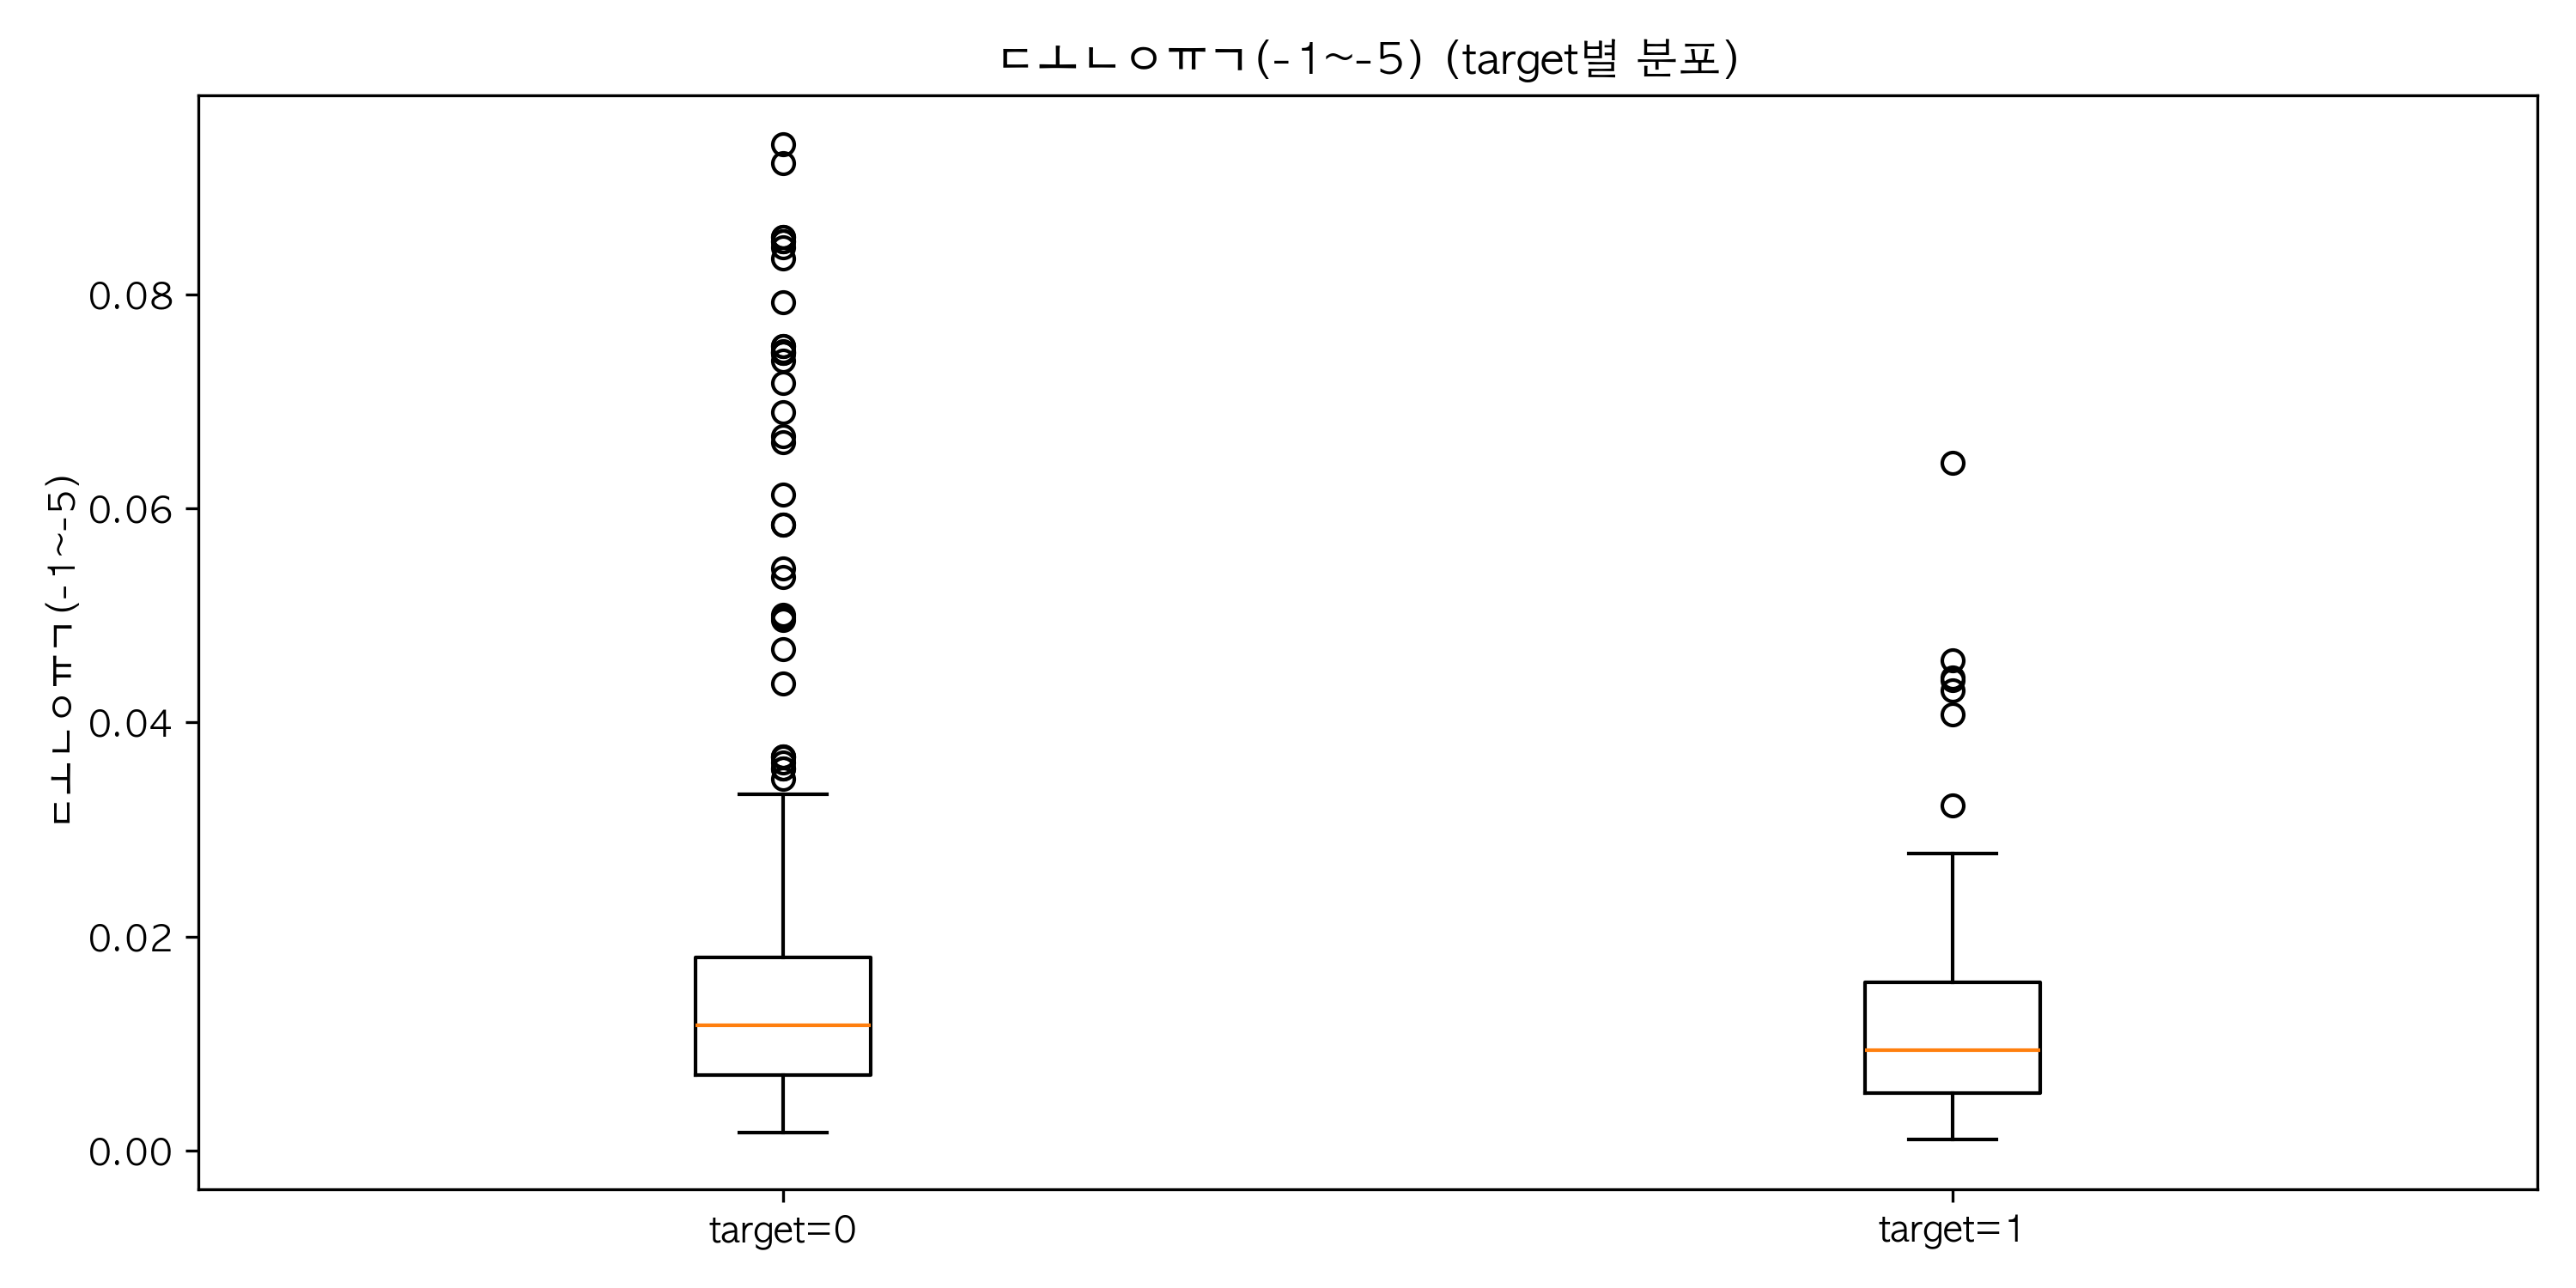 ㄷㅗㄴㅇㅠㄱ(-1~-5) (target별 분포)
ㄷㅗㄴㅇㅠㄱ(-1~-5)
0.08
0.06
0.04
0.02
0.00
target=0
target=1